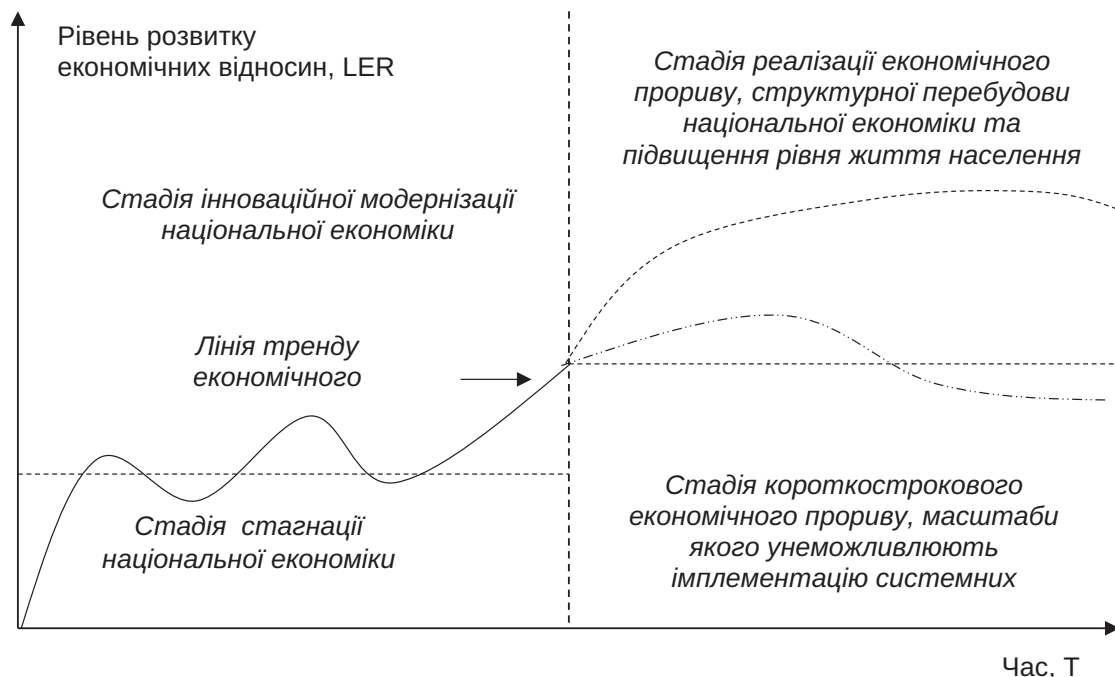 Рівень розвитку
економічних відносин, LER
Стадія реалізації економічного
прориву, структурної перебудови
національної економіки та
підвищення рівня життя населення
Стадія інноваційної модернізації
національної економіки
Лінія тренду
економічного
Стадія стагнації
національної економіки
Стадія короткострокового
економічного прориву, масштаби
якого унеможливлюють
імплементацію системних
Час, Т